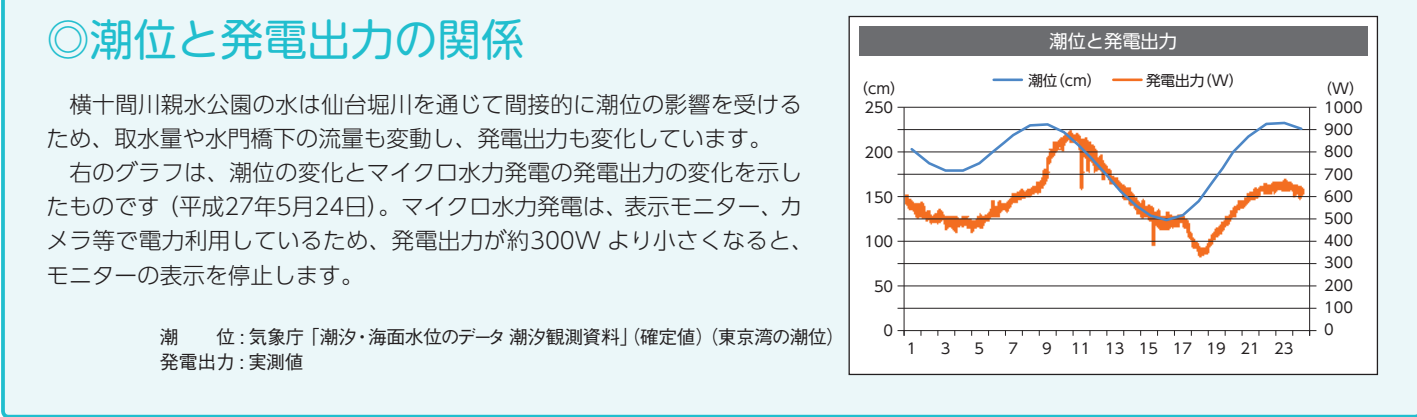 ◎潮位と発電出力の関係
　横十間川親水公園の水は仙台堀川を通じて間接的に潮位の影響を受ける
ため、取水量や水門橋下の流量も変動し、発電出力も変化しています。
　右のグラフは、潮位の変化とマイクロ水力発電の発電出力の変化を示し
たものです（平成27年5月24日）。マイクロ水力発電は、表示モニター、カ
メラ等で電力利用しているため、発電出力が約300W より小さくなると、
モニターの表示を停止します。
潮　　位：気象庁「潮汐・海面水位のデータ 潮汐観測資料」（確定値）（東京湾の潮位）
発電出力：実測値
潮位と発電出力
潮位(cm) 発電出力(W)
(cm) (W)
250 1000
900
200 800
700
150 600
500
100 400
300
50 200
100
0 0
1 3 5 7 9 11 13 15 17 19 21 23